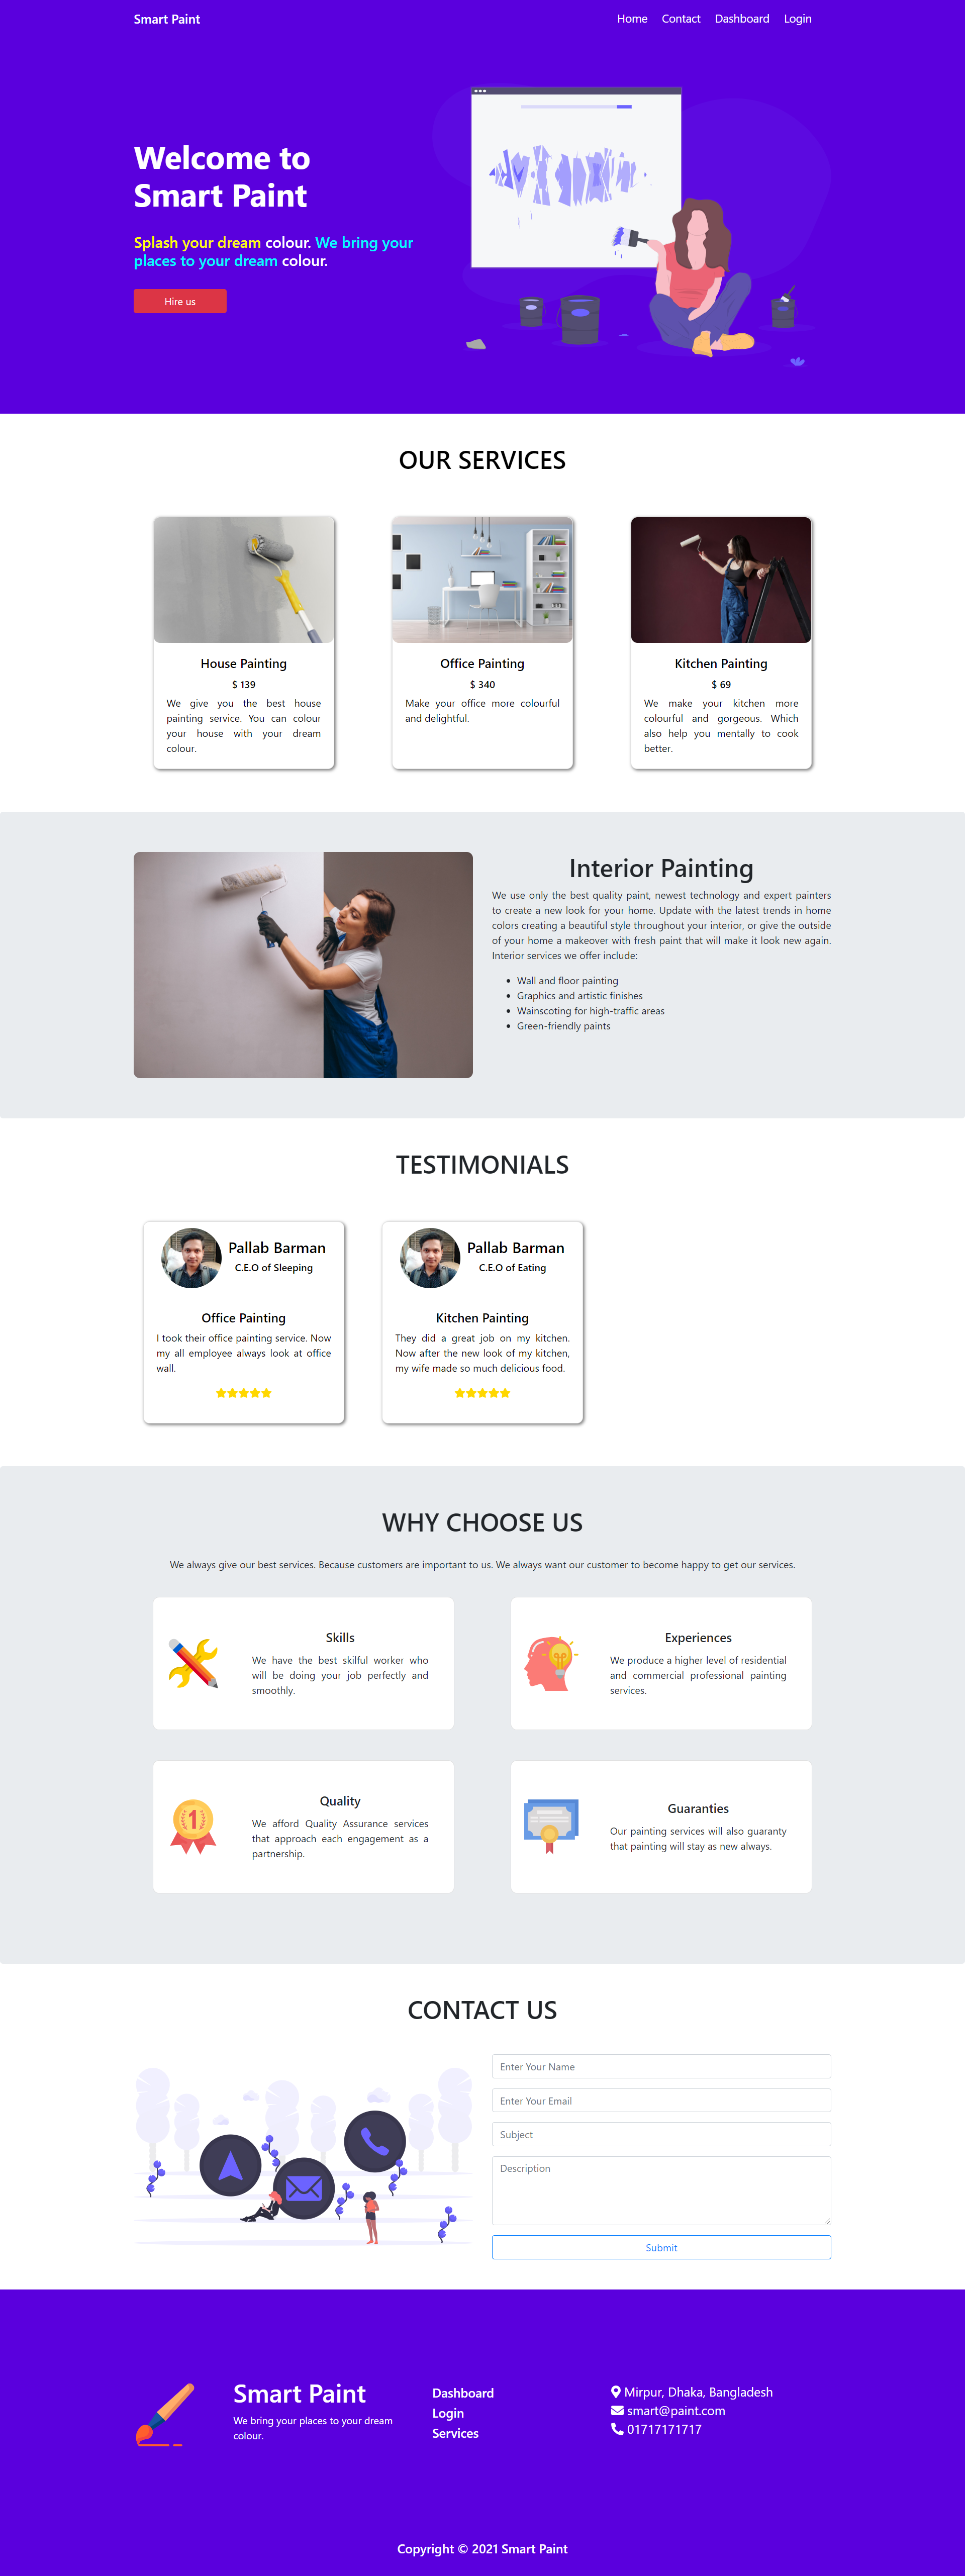 Smart Paint
Home Contact Dashboard Login
Welcome to
Smart Paint
Splash your dream colour. We bring your
places to your dream colour.
Hire us
OUR SERVICES
House Painting
$ 139
We give you the best house
painting service. You can colour
your house with your dream
colour.
Office Painting
$ 340
Make your office more colourful
and delightful.
Kitchen Painting
$ 69
We make your kitchen more
colourful and gorgeous. Which
also help you mentally to cook
better.
Interior Painting
We use only the best quality paint, newest technology and expert painters
to create a new look for your home. Update with the latest trends in home
colors creating a beautiful style throughout your interior, or give the outside
of your home a makeover with fresh paint that will make it look new again.
Interior services we offer include:
• Wall and floor painting
• Graphics and artistic finishes
• Wainscoting for high-traffic areas
• Green-friendly paints
TESTIMONIALS
Pallab Barman
C.E.O of Sleeping
Office Painting
I took their office painting service. Now
my all employee always look at office
wall.
Pallab Barman
C.E.O of Eating
Kitchen Painting
They did a great job on my kitchen.
Now after the new look of my kitchen,
my wife made so much delicious food.
WHY CHOOSE US
We always give our best services. Because customers are important to us. We always want our customer to become happy to get our services.
Skills
We have the best skilful worker who
will be doing your job perfectly and
smoothly.
Experiences
We produce a higher level of residential
and commercial professional painting
services.
1
Quality
We afford Quality Assurance services
that approach each engagement as a
partnership.
Guaranties
Our painting services will also guaranty
that painting will stay as new always.
CONTACT US
Enter Your Name
Enter Your Email
Subject
Description
Submit
Smart Paint
We bring your places to your dream
colour.
Dashboard
Login
Services
Mirpur, Dhaka, Bangladesh
smart@paint.com
01717171717
Copyright © 2021 Smart Paint